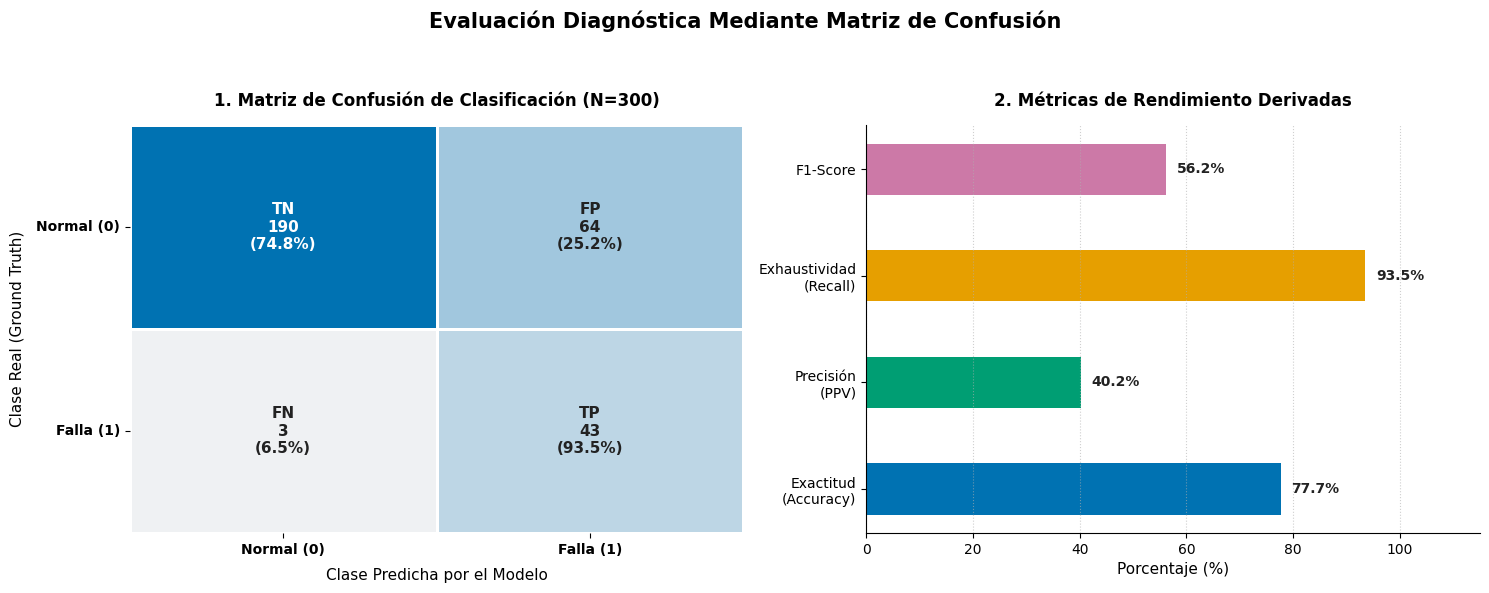 Evaluación Diagnóstica Mediante Matriz de Confusión
1. Matriz de Confusión de Clasificación (N=300)
Clase Real (Ground Truth)
Normal (0)
Falla (1)
TN
190
(74.8%)
FP
64
(25.2%)
FN
3
(6.5%)
TP
43
(93.5%)
Normal (0)
Falla (1)
Clase Predicha por el Modelo
2. Métricas de Rendimiento Derivadas
F1-Score
56.2%
Exhaustividad
(Recall)
93.5%
Precisión
(PPV)
40.2%
Exactitud
(Accuracy)
77.7%
0
20
40
60
80
100
Porcentaje (%)